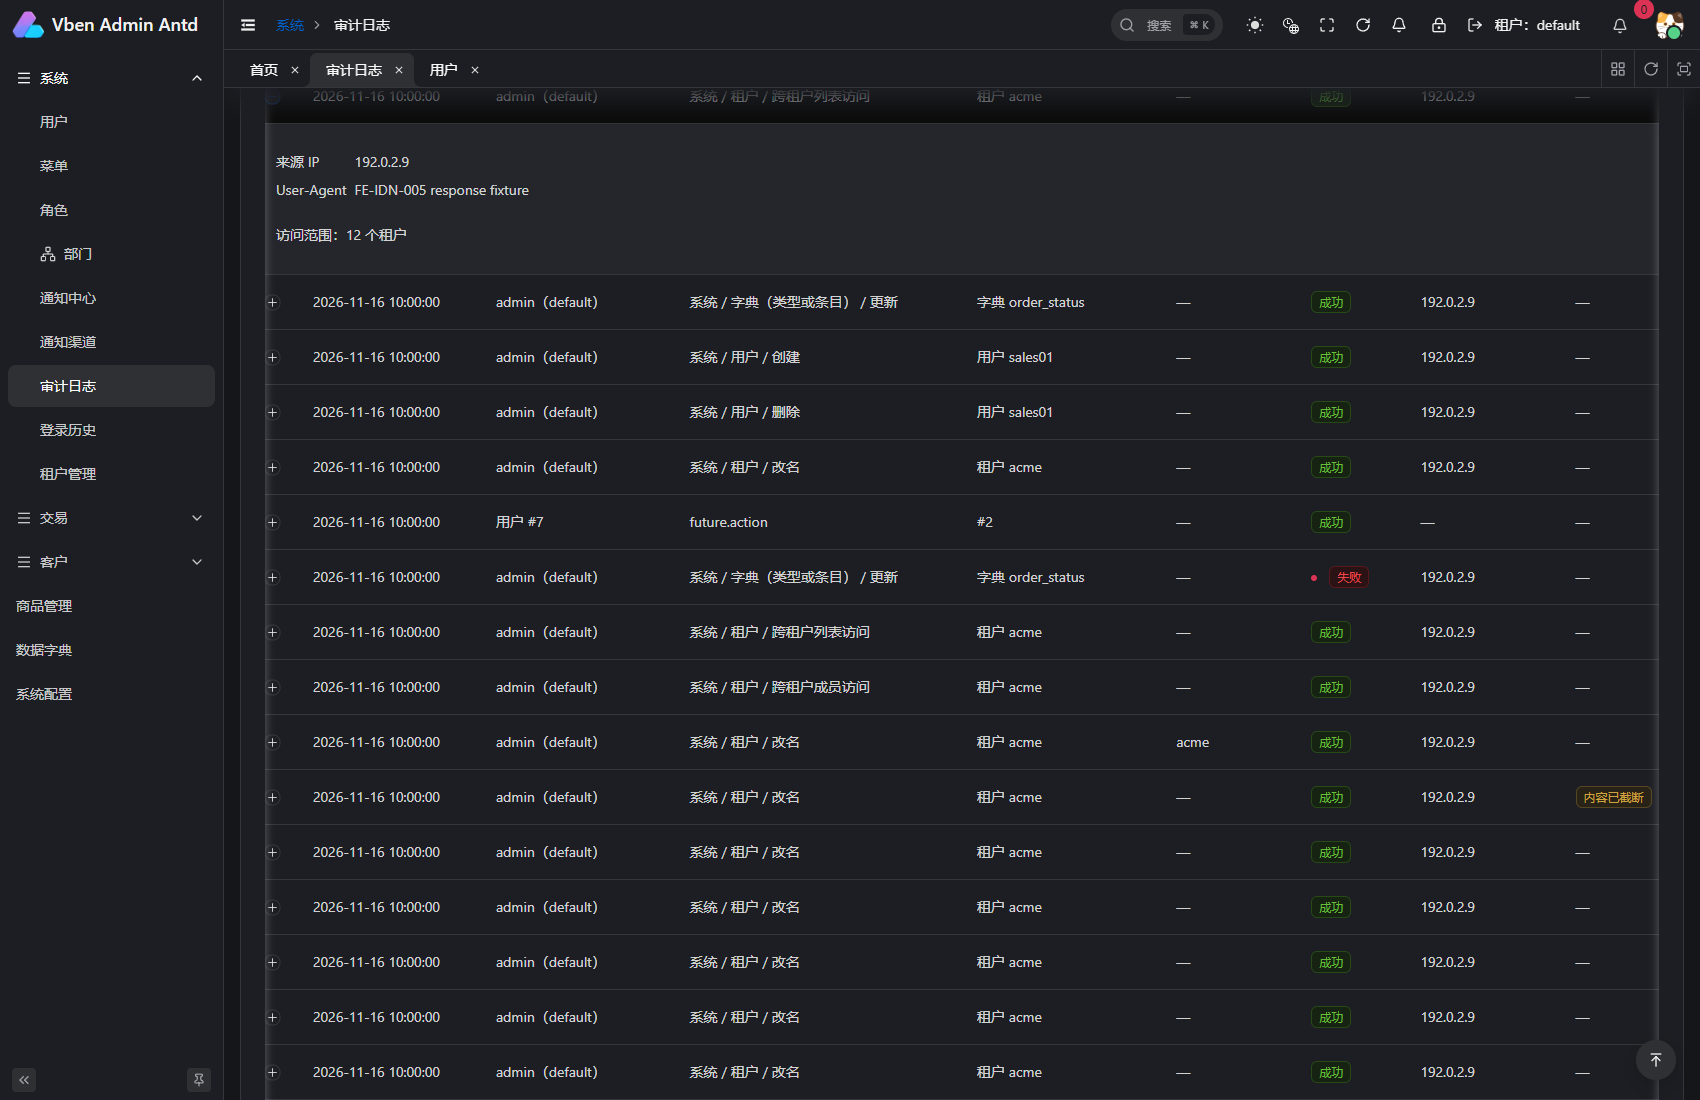 Vben Admin Antd
系统
审计日志
搜索
⌘ K
租户：default
0
首页
审计日志
用户
系统
用户
菜单
角色
部门
通知中心
通知渠道
审计日志
登录历史
租户管理
交易
客户
商品管理
数据字典
系统配置
2026-11-16 10:00:00 admin（default） 系统 / 租户 / 跨租户列表访问 租户 acme — 成功 192.0.2.9 —
来源 IP 192.0.2.9
User-Agent FE-IDN-005 response fixture
访问范围：12 个租户
2026-11-16 10:00:00 admin（default） 系统 / 字典（类型或条目） / 更新 字典 order_status — 成功 192.0.2.9 —
2026-11-16 10:00:00 admin（default） 系统 / 用户 / 创建 用户 sales01 — 成功 192.0.2.9 —
2026-11-16 10:00:00 admin（default） 系统 / 用户 / 删除 用户 sales01 — 成功 192.0.2.9 —
2026-11-16 10:00:00 admin（default） 系统 / 租户 / 改名 租户 acme — 成功 192.0.2.9 —
2026-11-16 10:00:00 用户 #7 future.action #2 — 成功 — —
2026-11-16 10:00:00 admin（default） 系统 / 字典（类型或条目） / 更新 字典 order_status — 失败 192.0.2.9 —
2026-11-16 10:00:00 admin（default） 系统 / 租户 / 跨租户列表访问 租户 acme — 成功 192.0.2.9 —
2026-11-16 10:00:00 admin（default） 系统 / 租户 / 跨租户成员访问 租户 acme — 成功 192.0.2.9 —
2026-11-16 10:00:00 admin（default） 系统 / 租户 / 改名 租户 acme acme 成功 192.0.2.9 —
2026-11-16 10:00:00 admin（default） 系统 / 租户 / 改名 租户 acme — 成功 192.0.2.9 内容已截断
2026-11-16 10:00:00 admin（default） 系统 / 租户 / 改名 租户 acme — 成功 192.0.2.9 —
2026-11-16 10:00:00 admin（default） 系统 / 租户 / 改名 租户 acme — 成功 192.0.2.9 —
2026-11-16 10:00:00 admin（default） 系统 / 租户 / 改名 租户 acme — 成功 192.0.2.9 —
2026-11-16 10:00:00 admin（default） 系统 / 租户 / 改名 租户 acme — 成功 192.0.2.9 —
2026-11-16 10:00:00 admin（default） 系统 / 租户 / 改名 租户 acme — 成功 192.0.2.9 —